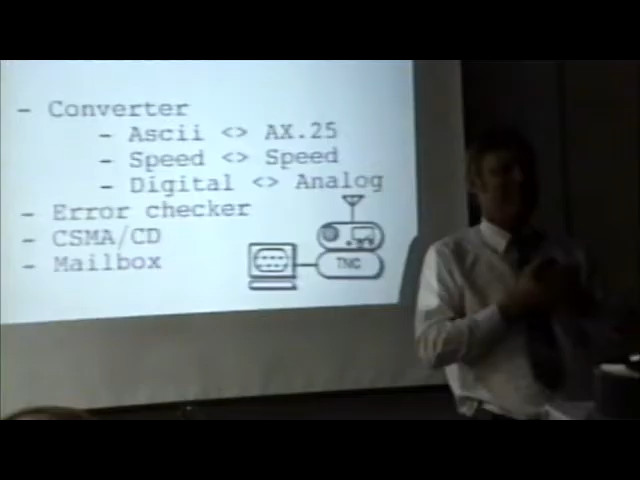 - Converter
- Ascii <> AX.25
- Speed <> Speed
- Digital <> Analog
- Error checker
- CSMA/CD
- Mailbox
TNC